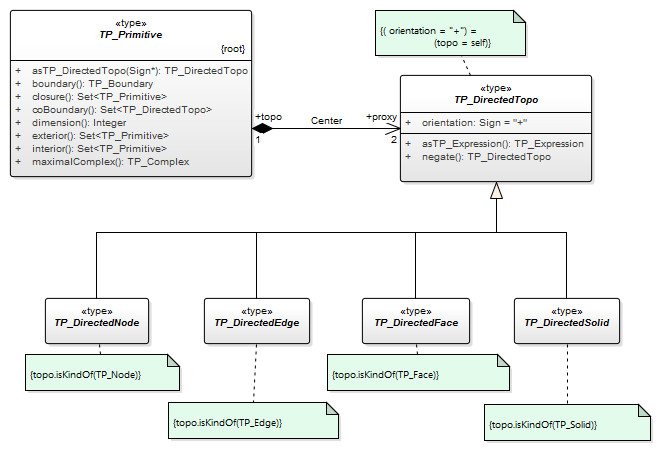 «type»
TP_Primitive
{root}
+ asTP_DirectedTopo(Sign*): TP_DirectedTopo
+ boundary(): TP_Boundary
+ closure(): Set<TP_Primitive>
+ coBoundary(): Set<TP_DirectedTopo>
+ dimension(): Integer
+ exterior(): Set<TP_Primitive>
+ interior(): Set<TP_Primitive>
+ maximalComplex(): TP_Complex
{( orientation = "+") =
(topo = self)}
«type»
TP_DirectedTopo
+ orientation: Sign = "+"
+ asTP_Expression(): TP_Expression
+ negate(): TP_DirectedTopo
+topo
1
Center
+proxy
2
«type»
TP_DirectedNode
«type»
TP_DirectedEdge
«type»
TP_DirectedFace
«type»
TP_DirectedSolid
{topo.isKindOf(TP_Node)}
{topo.isKindOf(TP_Edge)}
{topo.isKindOf(TP_Face)}
{topo.isKindOf(TP_Solid)}